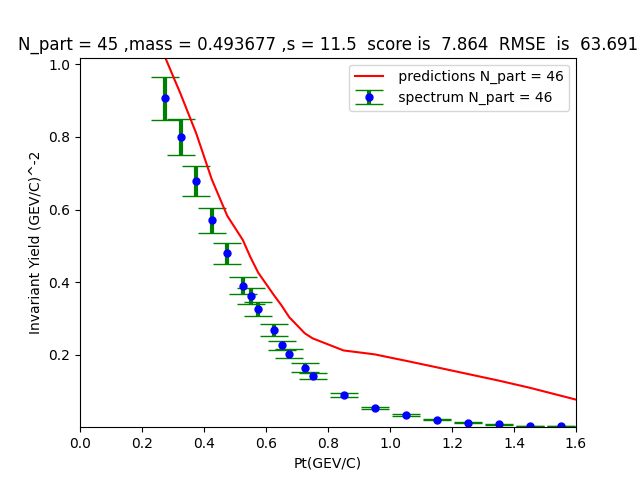 N_part = 45 ,mass = 0.493677 ,s = 11.5  score is  7.864  RMSE  is  63.691
predictions N_part = 46
spectrum N_part = 46
Invariant Yield (GEV/C)^-2
1.0
0.8
0.6
0.4
0.2
0.0 0.2 0.4 0.6 0.8 1.0 1.2 1.4 1.6
Pt(GEV/C)